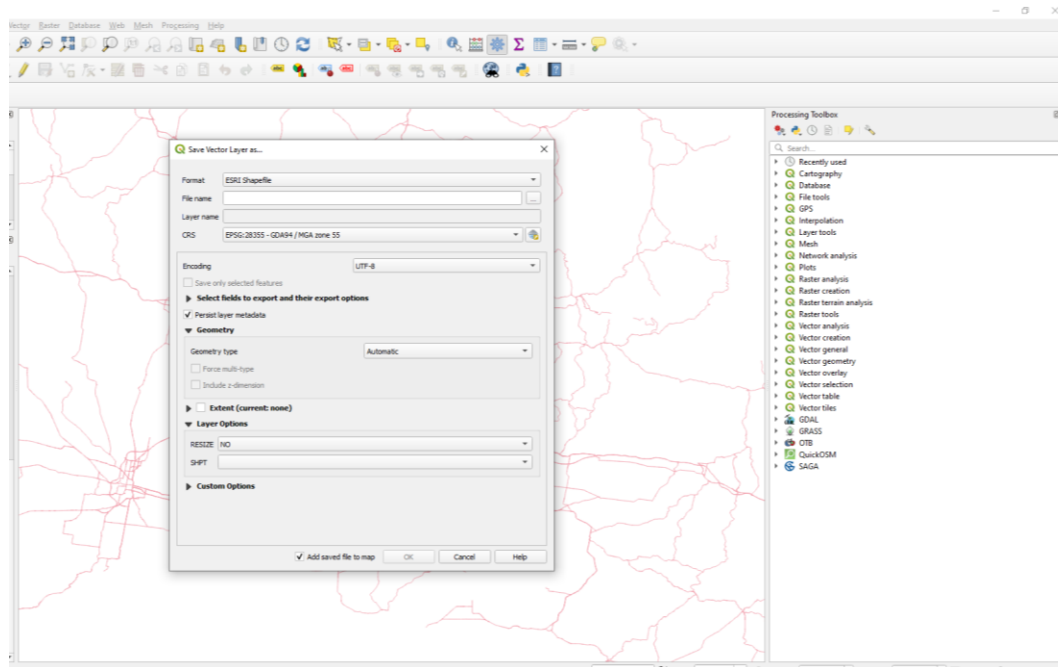 Vector Raster Database Web Mesh Processing Help
Processing Toolbox
Search...
Recently used
Cartography
Database
File tools
GPS
Interpolation
Layer tools
Mesh
Network analysis
Plots
Raster analysis
Raster creation
Raster terrain analysis
Raster tools
Vector analysis
Vector creation
Vector general
Vector geometry
Vector overlay
Vector selection
Vector table
Vector tiles
GDAL
GRASS
OTB
QuickOSM
SAGA
Save Vector Layer as...
Format ESRI Shapefile
File name ...
Layer name
CRS EPSG:28355 - GDA94 / MGA zone 55
Encoding UTF-8
Save only selected features
Select fields to export and their export options
Persist layer metadata
Geometry
Geometry type Automatic
Force multi-type
Include z-dimension
Extent (current: none)
Layer Options
RESIZE NO
SHPT
Custom Options
Add saved file to map OK Cancel Help